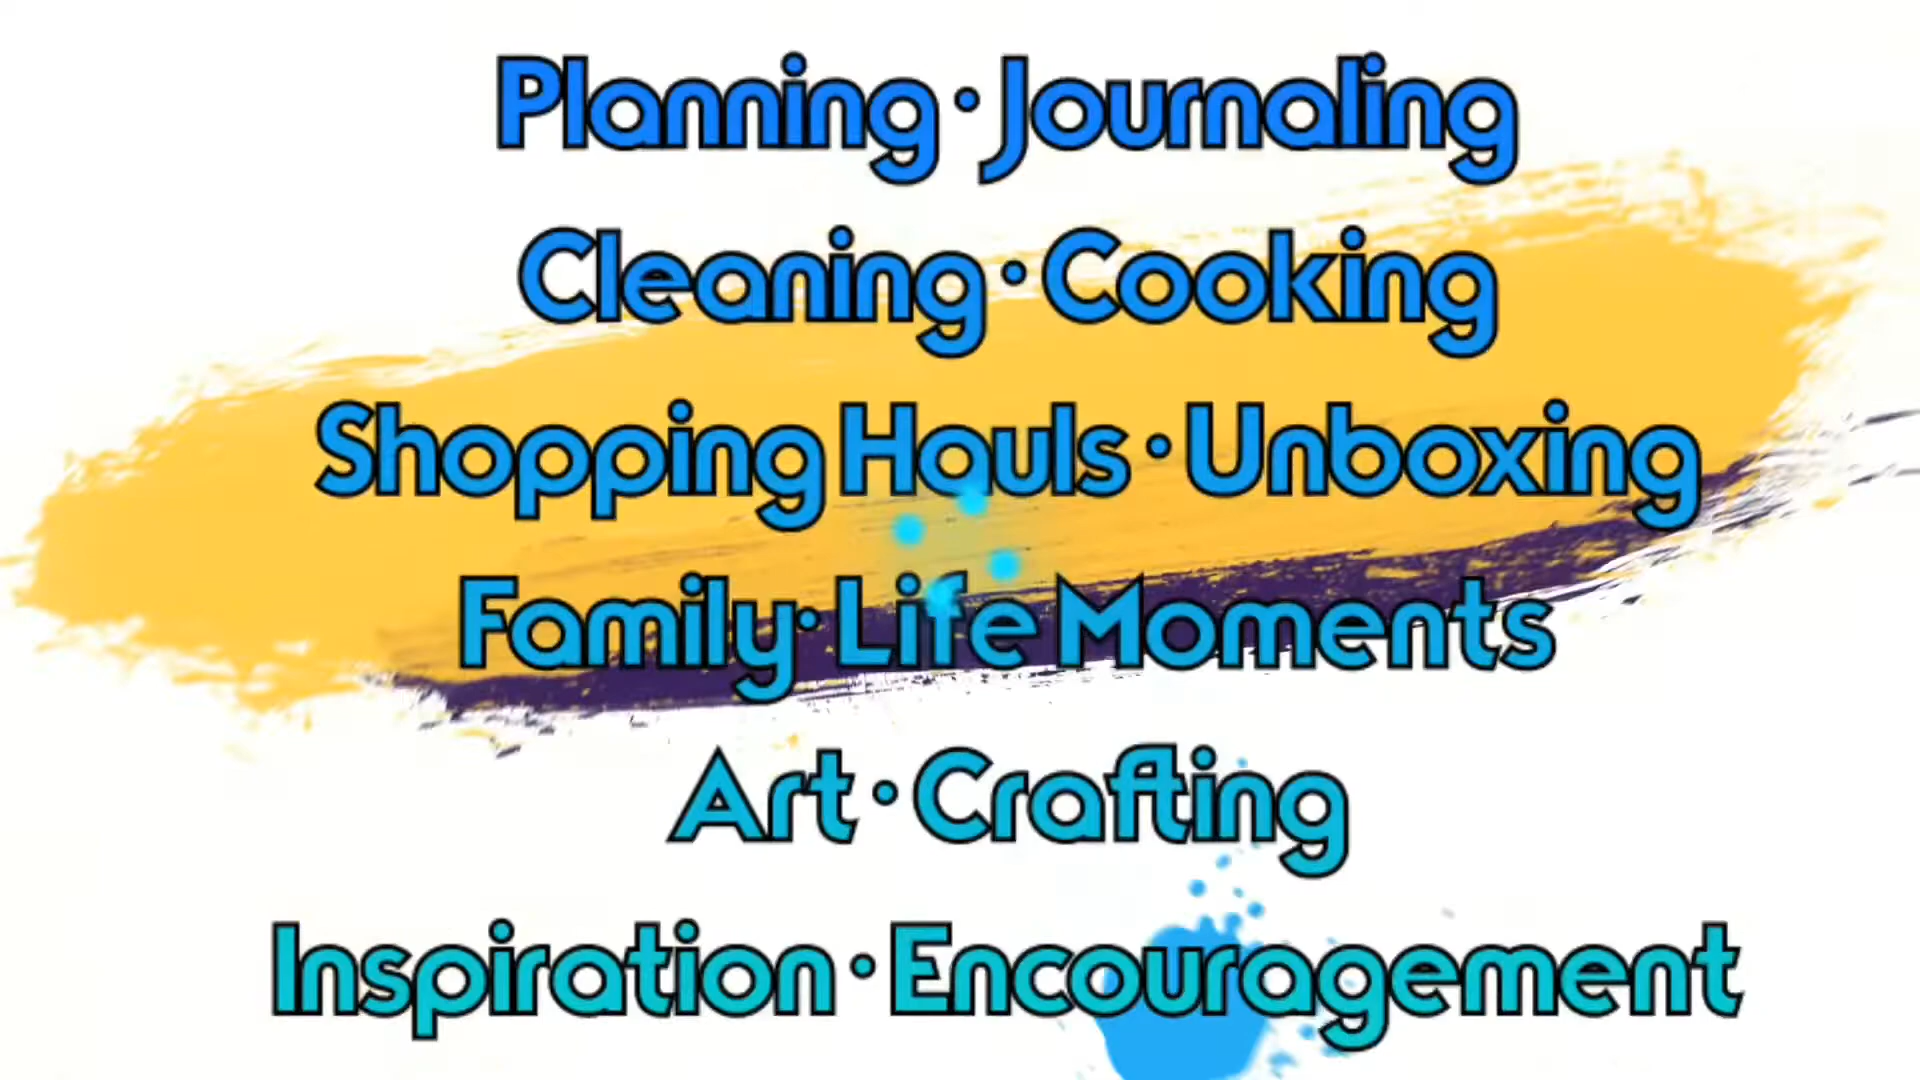 Planning • Journaling
Cleaning • Cooking
Shopping Hauls • Unboxing
Family • Life Moments
Art • Crafting
Inspiration • Encouragement